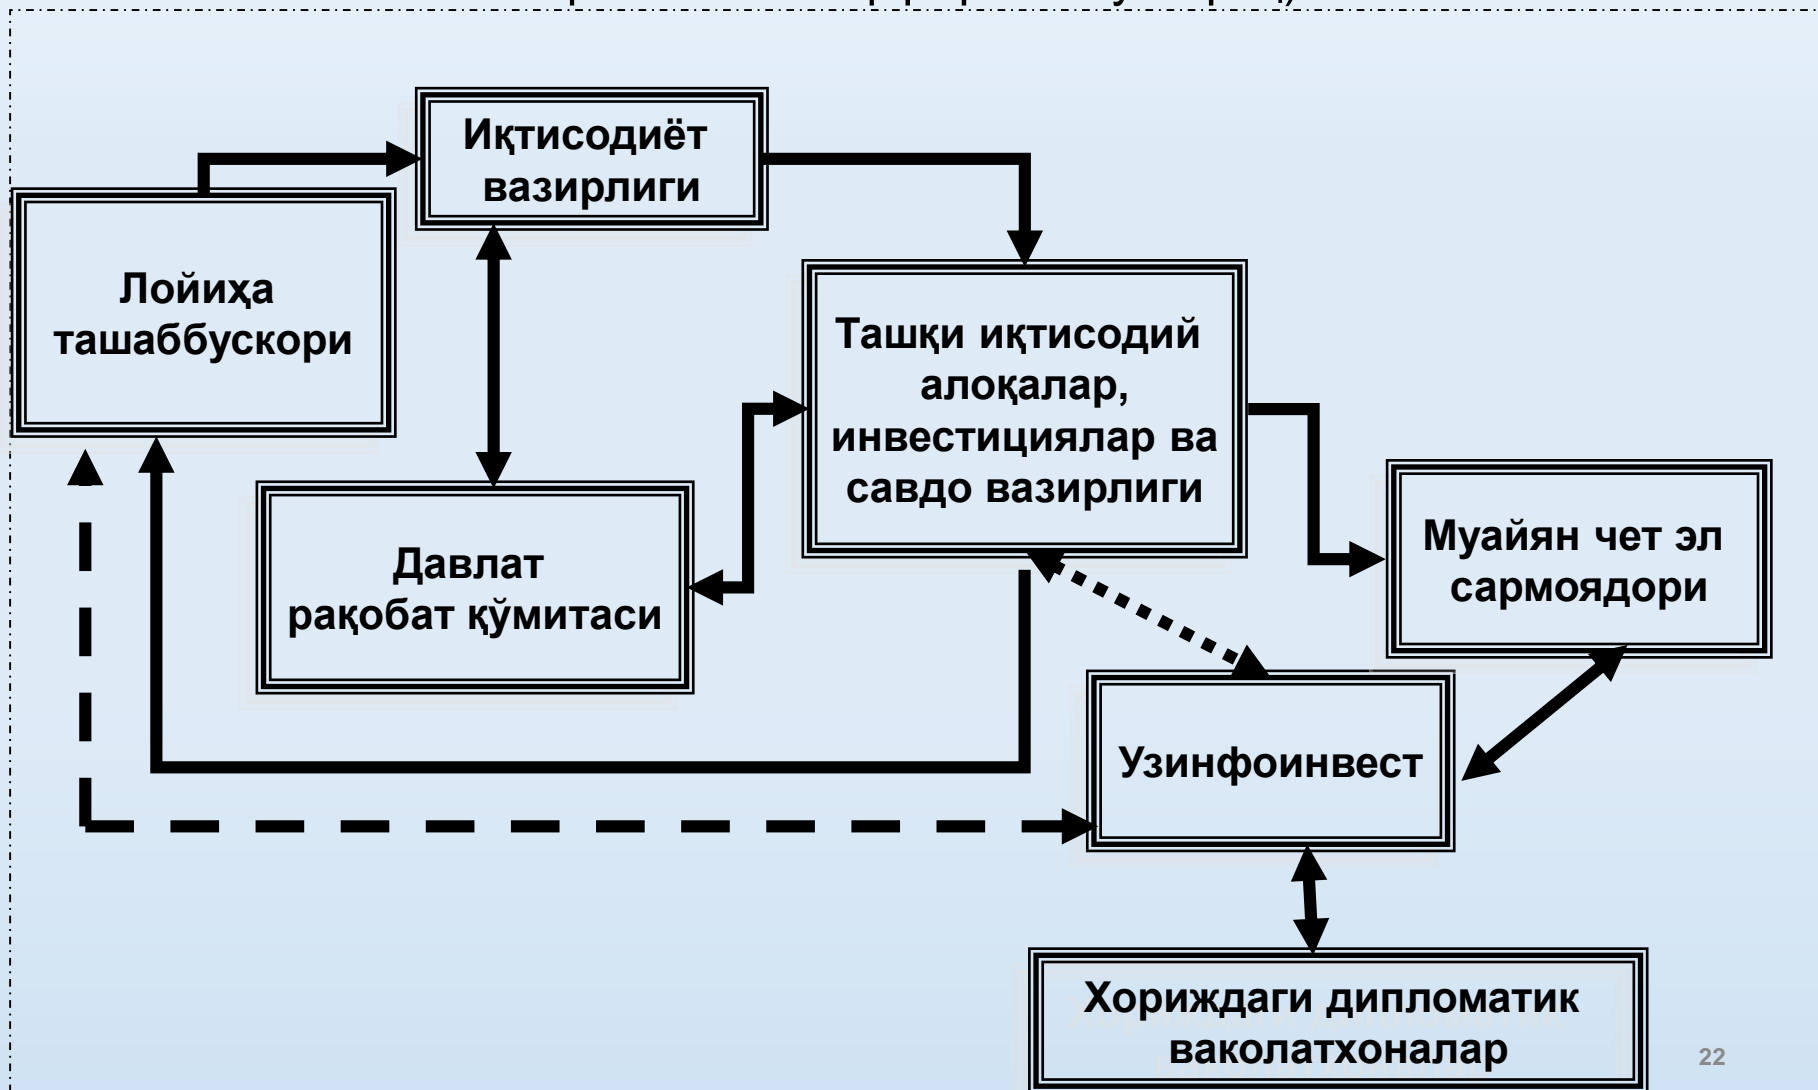 Иқтисодиёт
вазирлиги
Лойиҳа
ташаббускори
Ташқи иқтисодий
алоқалар,
инвестициялар ва
савдо вазирлиги
Муайян чет эл
сармоядори
Давлат
рақобат қўмитаси
Узинфоинвест
Хориждаги дипломатик
ваколатхоналар
22